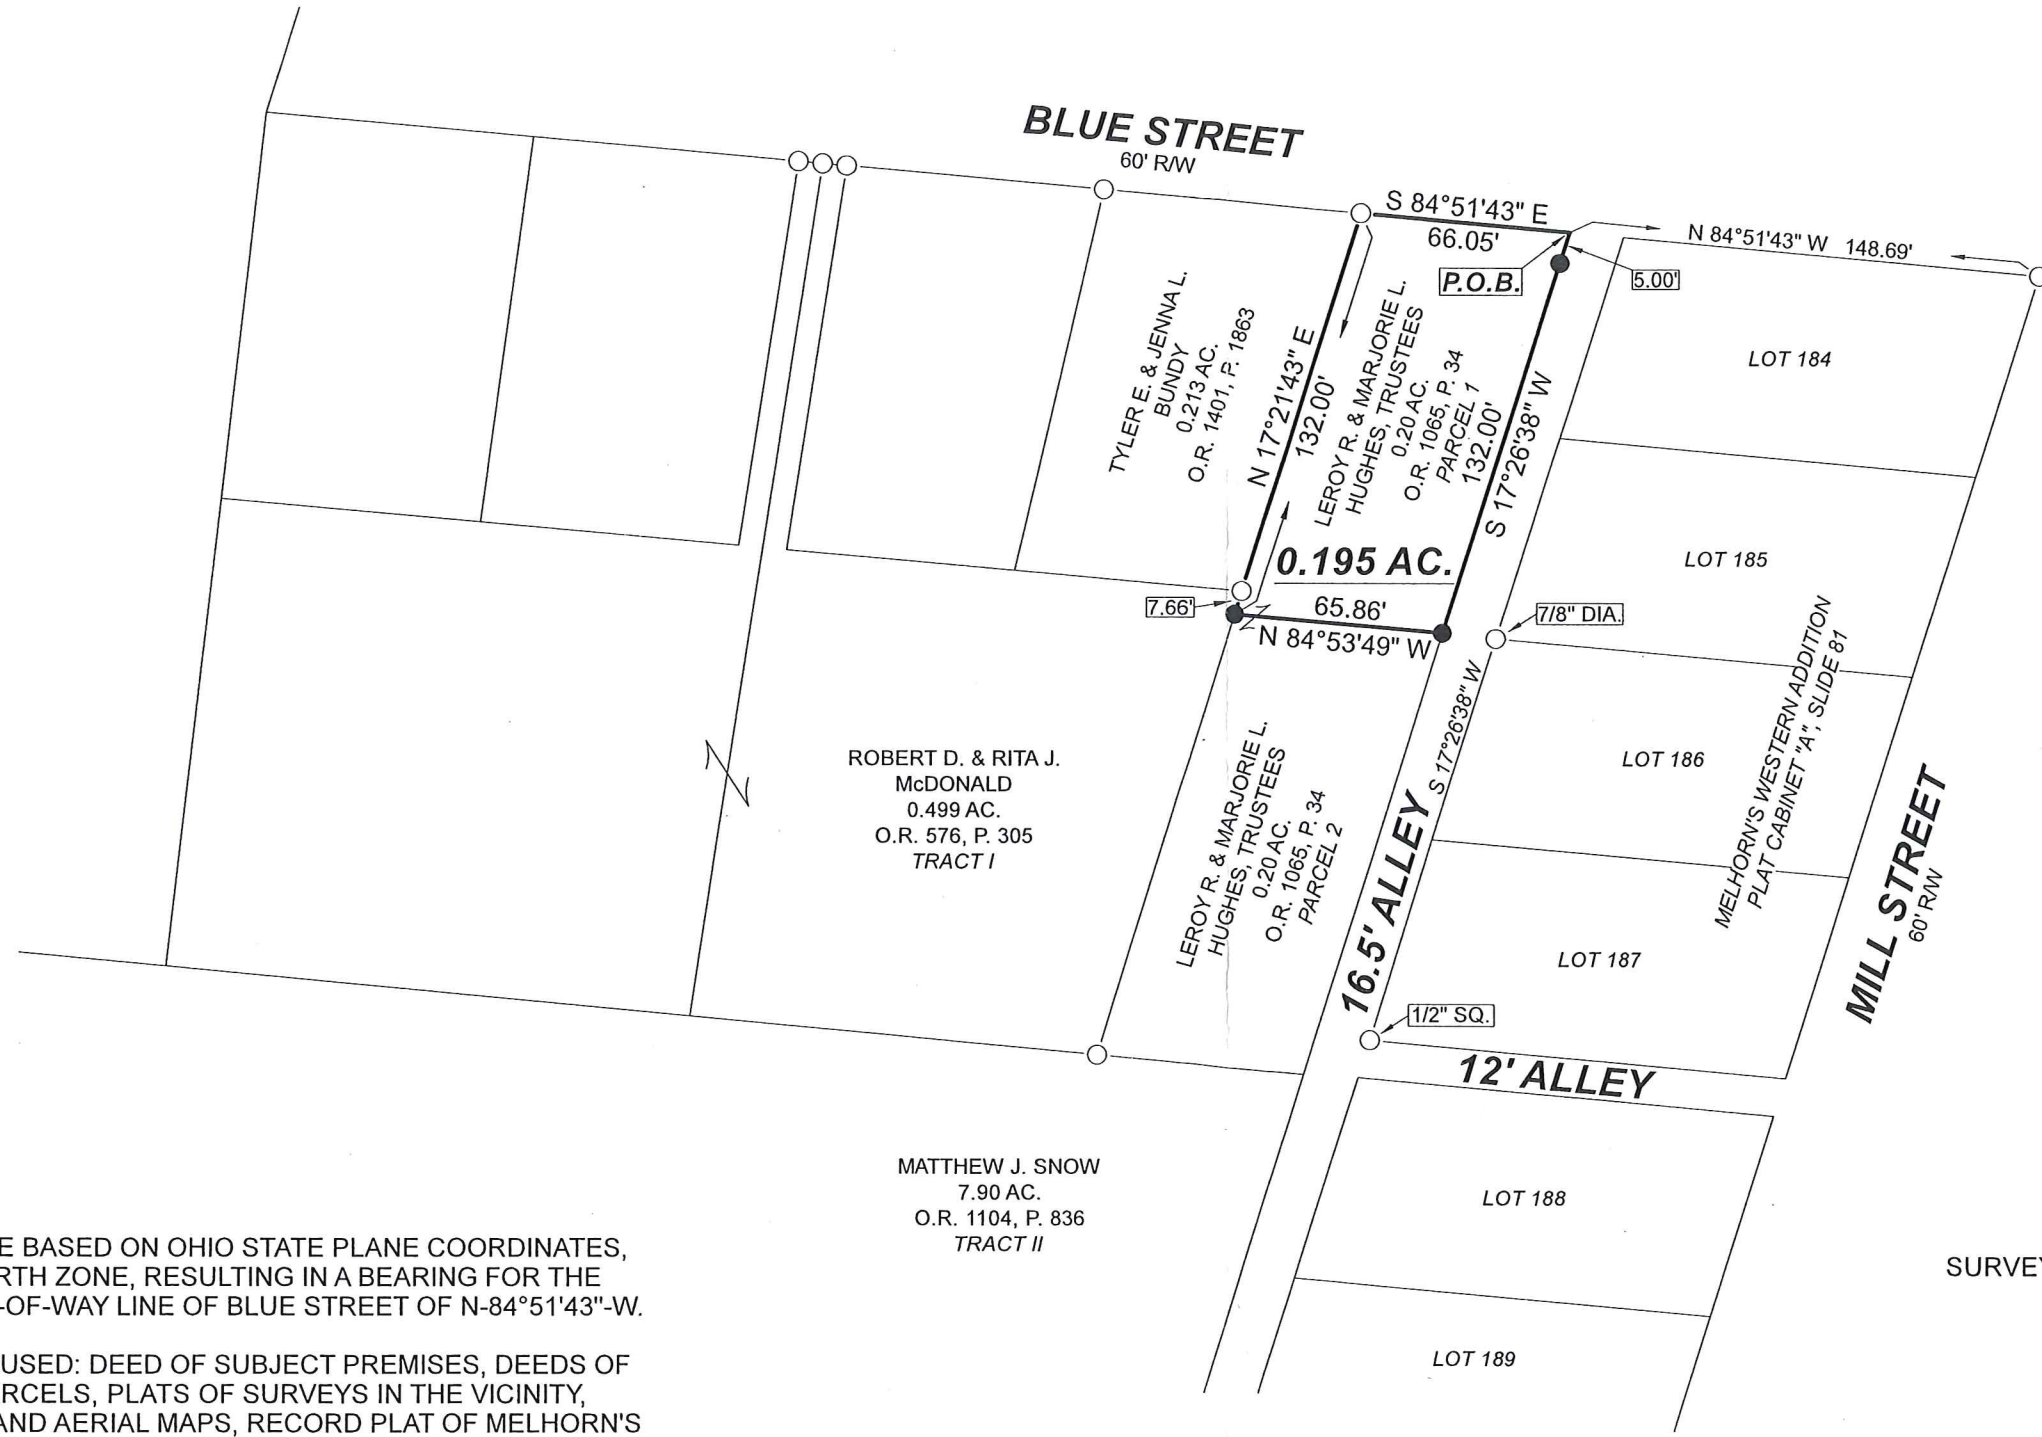 BLUE STREET
60' R/W
S 84°51'43" E
66.05'
N 84°51'43" W 148.69'
P.O.B.
5.00'
TYLER E. & JENNA L.
BUNDY
0.213 AC.
O.R. 1401, P. 1863
N 17°21'43" E
132.00'
LEROY R. & MARJORIE L.
HUGHES, TRUSTEES
0.20 AC.
O.R. 1065, P. 34
PARCEL 1
132.00'
S 17°26'38" W
LOT 184
LOT 185
0.195 AC.
7.66'
65.86'
N 84°53'49" W
7/8" DIA.
S 17°26'38" W
16.5' ALLEY
LOT 186
MELHORN'S WESTERN ADDITION
PLAT CABINET "A", SLIDE 81
MILL STREET
60' R/W
ROBERT D. & RITA J.
McDONALD
0.499 AC.
O.R. 576, P. 305
TRACT I
LEROY R. & MARJORIE L.
HUGHES, TRUSTEES
0.20 AC.
O.R. 1065, P. 34
PARCEL 2
LOT 187
1/2" SQ.
12' ALLEY
MATTHEW J. SNOW
7.90 AC.
O.R. 1104, P. 836
TRACT II
LOT 188
LOT 189
E BASED ON OHIO STATE PLANE COORDINATES,
RTH ZONE, RESULTING IN A BEARING FOR THE
-OF-WAY LINE OF BLUE STREET OF N-84°51'43"-W.
USED: DEED OF SUBJECT PREMISES, DEEDS OF
RCELS, PLATS OF SURVEYS IN THE VICINITY,
AND AERIAL MAPS, RECORD PLAT OF MELHORN'S
SURVEY